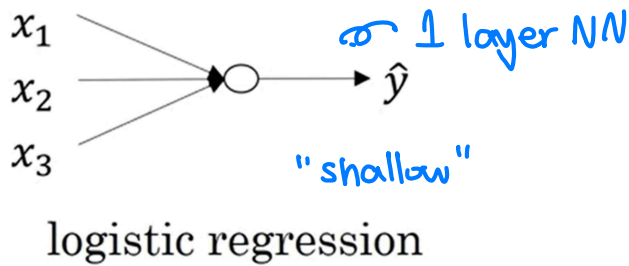 x₁
1 layer NN
x₂
ŷ
x₃
"shallow"
logistic regression